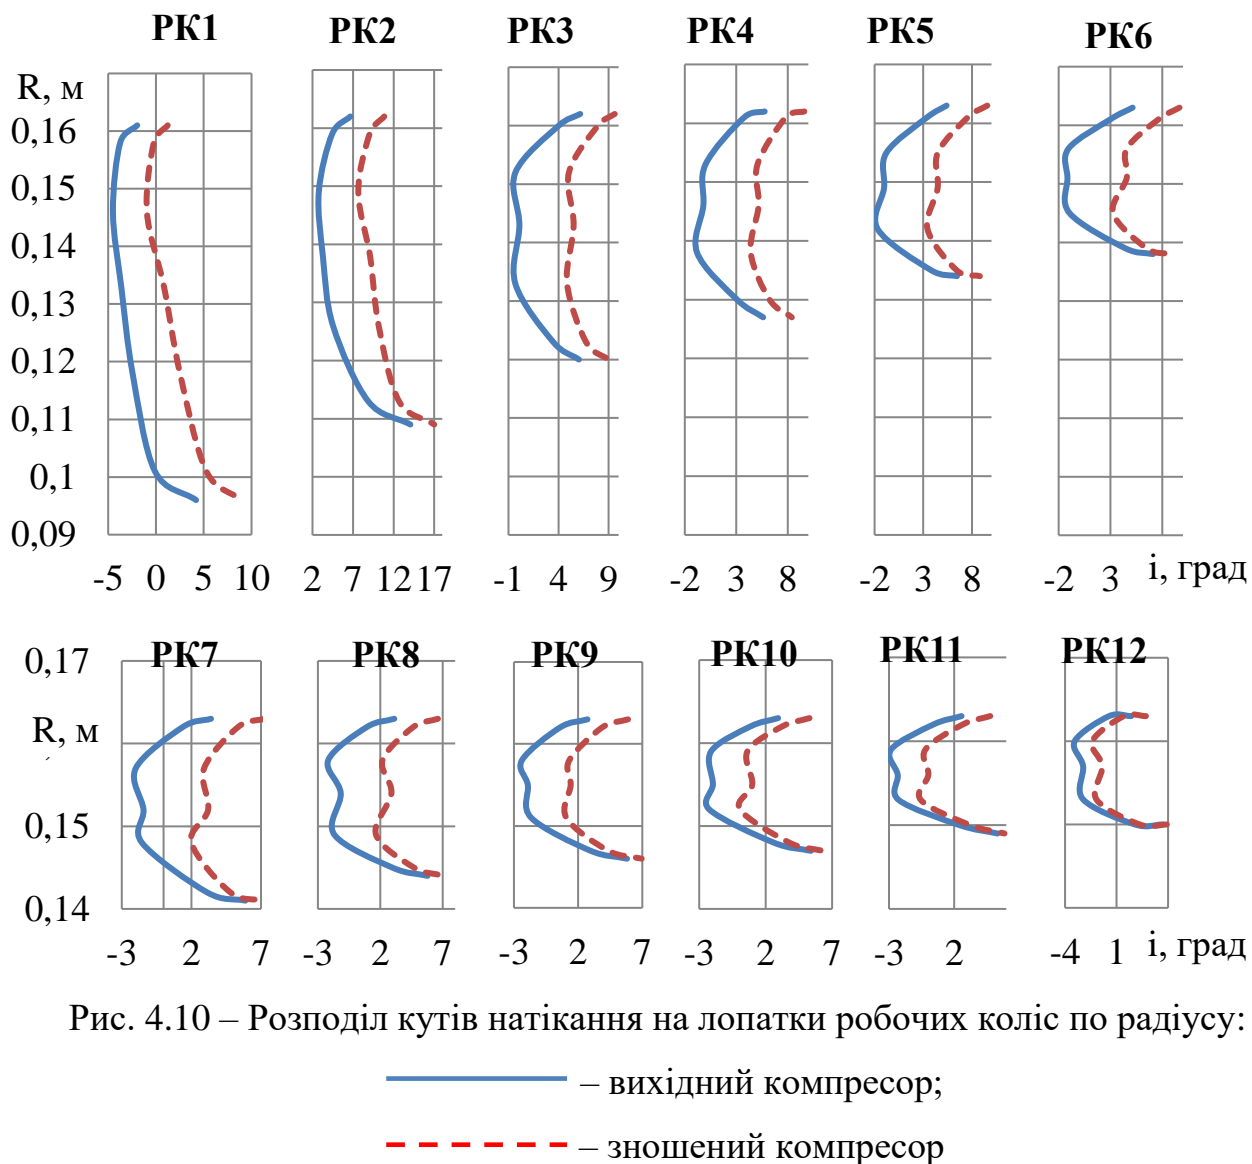 РК1 РК2 РК3 РК4 РК5 РК6
R, м
0,16
0,15
0,14
0,13
0,12
0,11
0,1
0,09
-5 0 5 10 2 7 12 17 -1 4 9 -2 3 8 -2 3 8 -2 3 i, град
0,17 РК7 РК8 РК9 РК10 РК11 РК12
R, м
0,15
0,14
-3 2 7 -3 2 7 -3 2 7 -3 2 7 -3 2 -4 1 i, град
Рис. 4.10 – Розподіл кутів натікання на лопатки робочих коліс по радіусу:
– вихідний компресор;
– зношений компресор